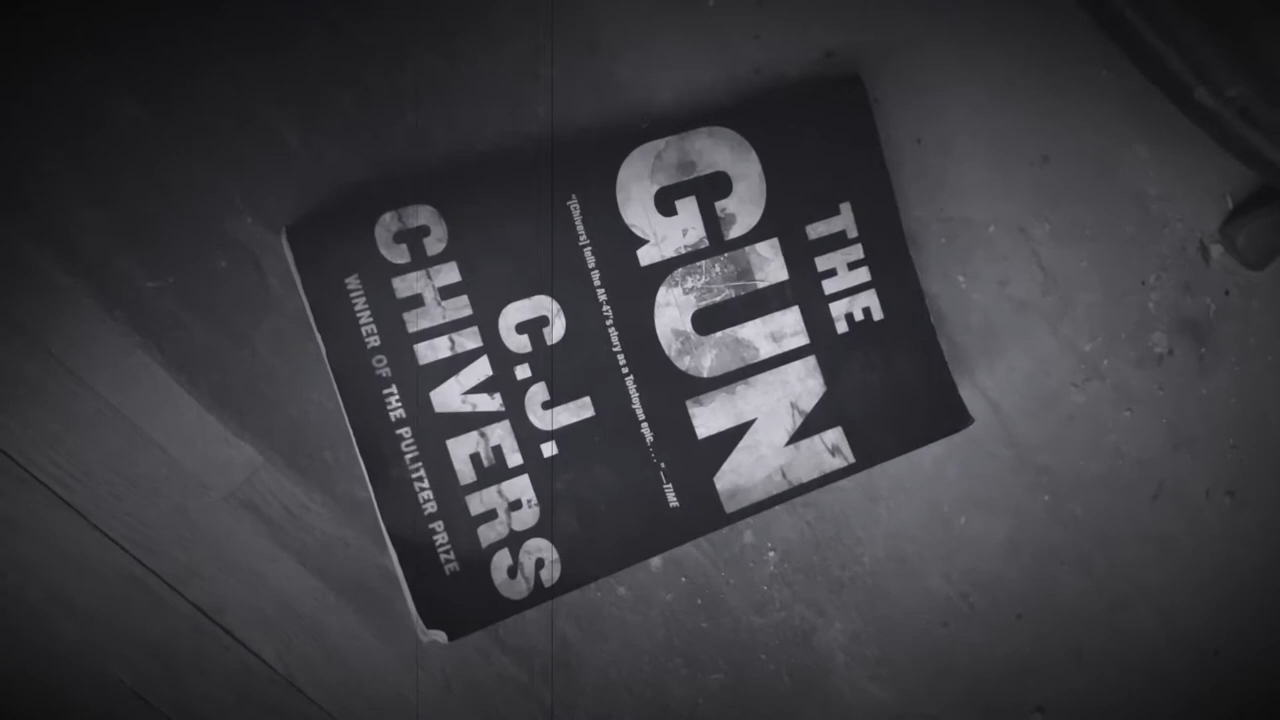 THE
GUN
“[Chivers] tells the AK-47's story as a Tolstoyan epic. . . .” —TIME
C.J.
CHIVERS
WINNER OF THE PULITZER PRIZE